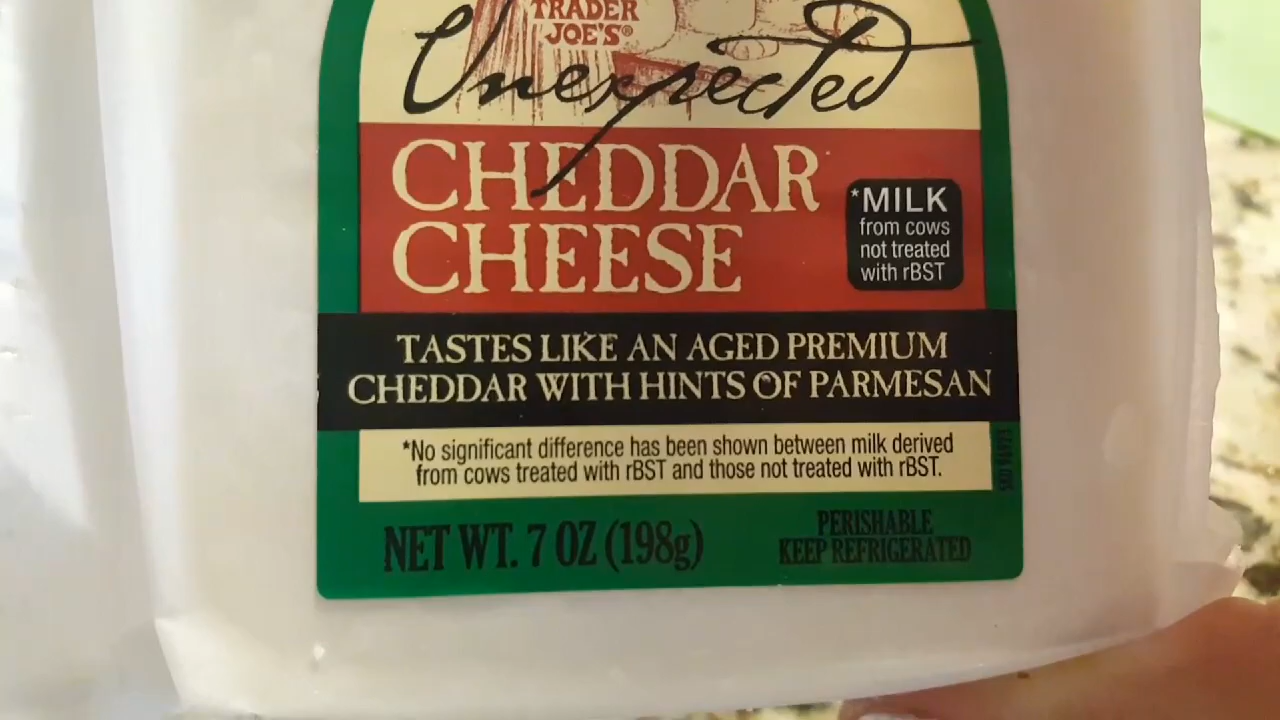 TRADER
JOE'S®
Unexpected
CHEDDAR
CHEESE
*MILK
from cows
not treated
with rBST
TASTES LIKE AN AGED PREMIUM
CHEDDAR WITH HINTS OF PARMESAN
*No significant difference has been shown between milk derived
from cows treated with rBST and those not treated with rBST.
NET WT. 7 OZ (198g)
PERISHABLE
KEEP REFRIGERATED